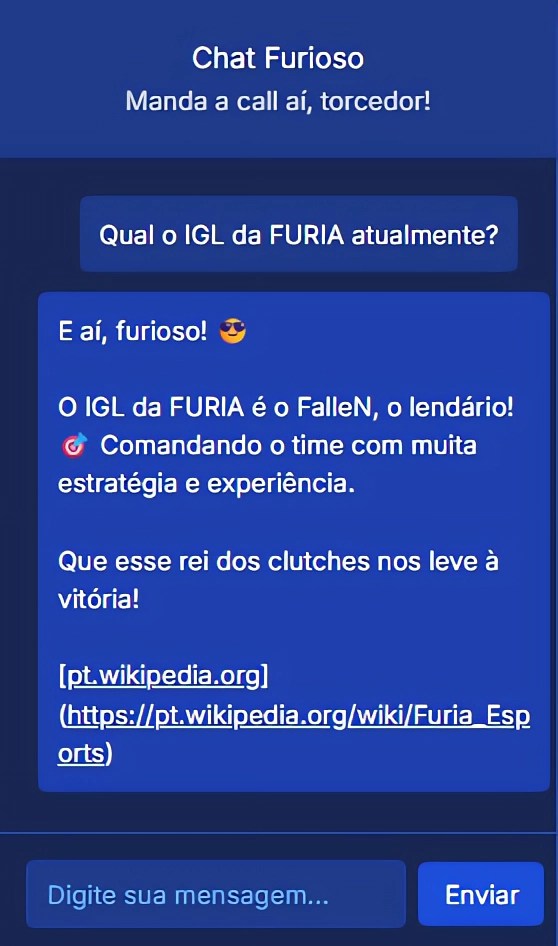 Chat Furioso
Manda a call aí, torcedor!
Qual o IGL da FURIA atualmente?
E aí, furioso! 😎
O IGL da FURIA é o FalleN, o lendário!
🎯 Comandando o time com muita
estratégia e experiência.
Que esse rei dos clutches nos leve à
vitória!
[pt.wikipedia.org]
(https://pt.wikipedia.org/wiki/Furia_Esp
orts)
Digite sua mensagem...
Enviar